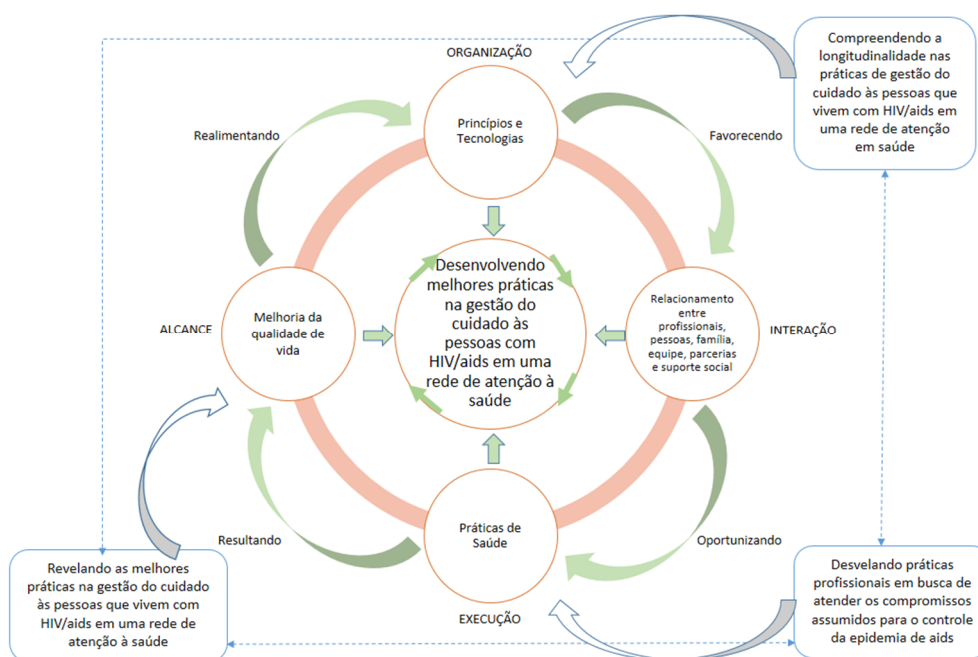 ORGANIZAÇÃO
Princípios e
Tecnologias
Realimentando
Favorecendo
Compreendendo a
longitudinalidade nas
práticas de gestão do
cuidado às pessoas que
vivem com HIV/aids em
uma rede de atenção
em saúde
ALCANCE
Melhoria da
qualidade de
vida
Desenvolvendo
melhores práticas
na gestão do
cuidado às
pessoas com
HIV/aids em uma
rede de atenção à
saúde
Relacionamento
entre
profissionais,
pessoas, família,
equipe, parcerias
e suporte social
INTERAÇÃO
Resultando
Práticas de
Saúde
Oportunizando
EXECUÇÃO
Revelando as melhores
práticas na gestão do cuidado
às pessoas que vivem com
HIV/aids em uma rede de
atenção à saúde
Desvelando práticas
profissionais em busca de
atender os compromissos
assumidos para o controle
da epidemia de aids